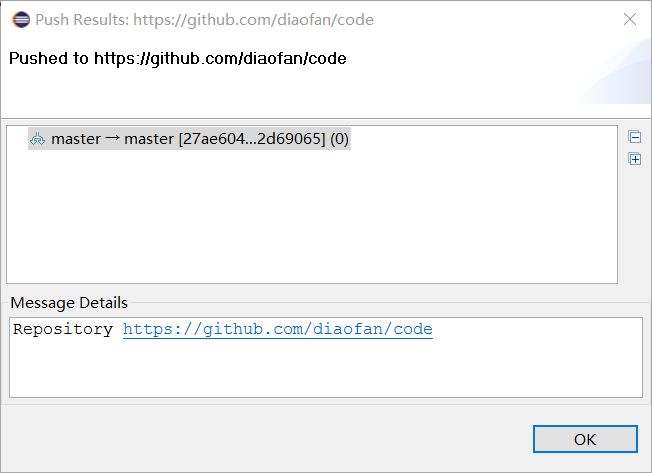 Push Results: https://github.com/diaofan/code
Pushed to https://github.com/diaofan/code
master → master [27ae604...2d69065] (0)
Message Details
Repository https://github.com/diaofan/code
OK